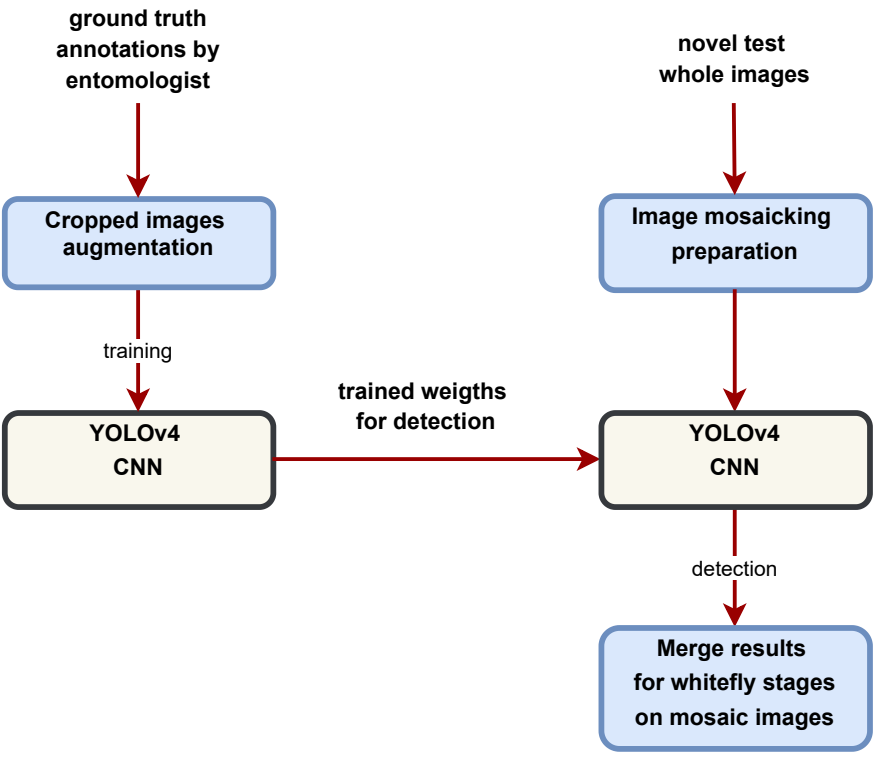 ground truth
annotations by
entomologist
Cropped images
augmentation
training
YOLOv4
CNN
trained weigths
for detection
novel test
whole images
Image mosaicking
preparation
YOLOv4
CNN
detection
Merge results
for whitefly stages
on mosaic images